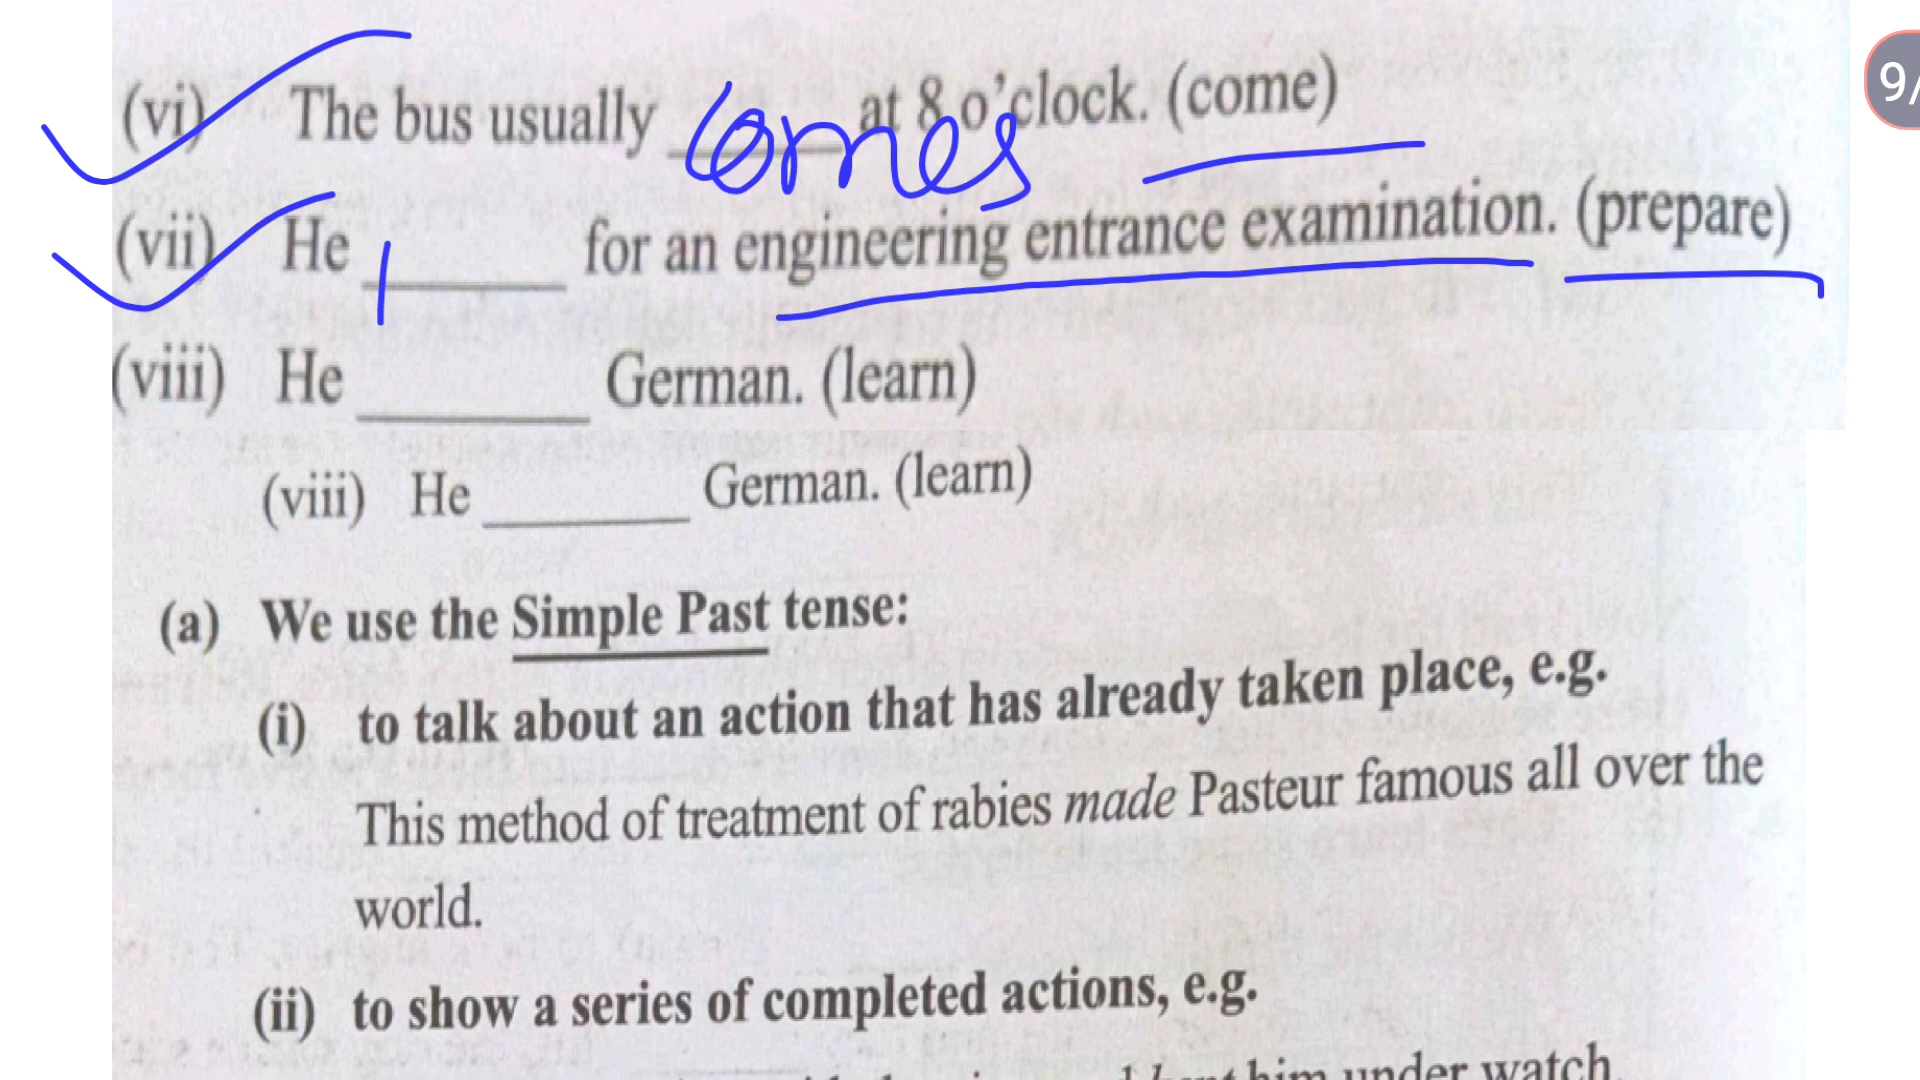 (vi) The bus usually comes at 8 o'clock. (come)
9/
(vii) He ______ for an engineering entrance examination. (prepare)
(viii) He ______ German. (learn)
(viii) He ______ German. (learn)
(a) We use the Simple Past tense:
(i) to talk about an action that has already taken place, e.g.
This method of treatment of rabies made Pasteur famous all over the
world.
(ii) to show a series of completed actions, e.g.
him under watch.